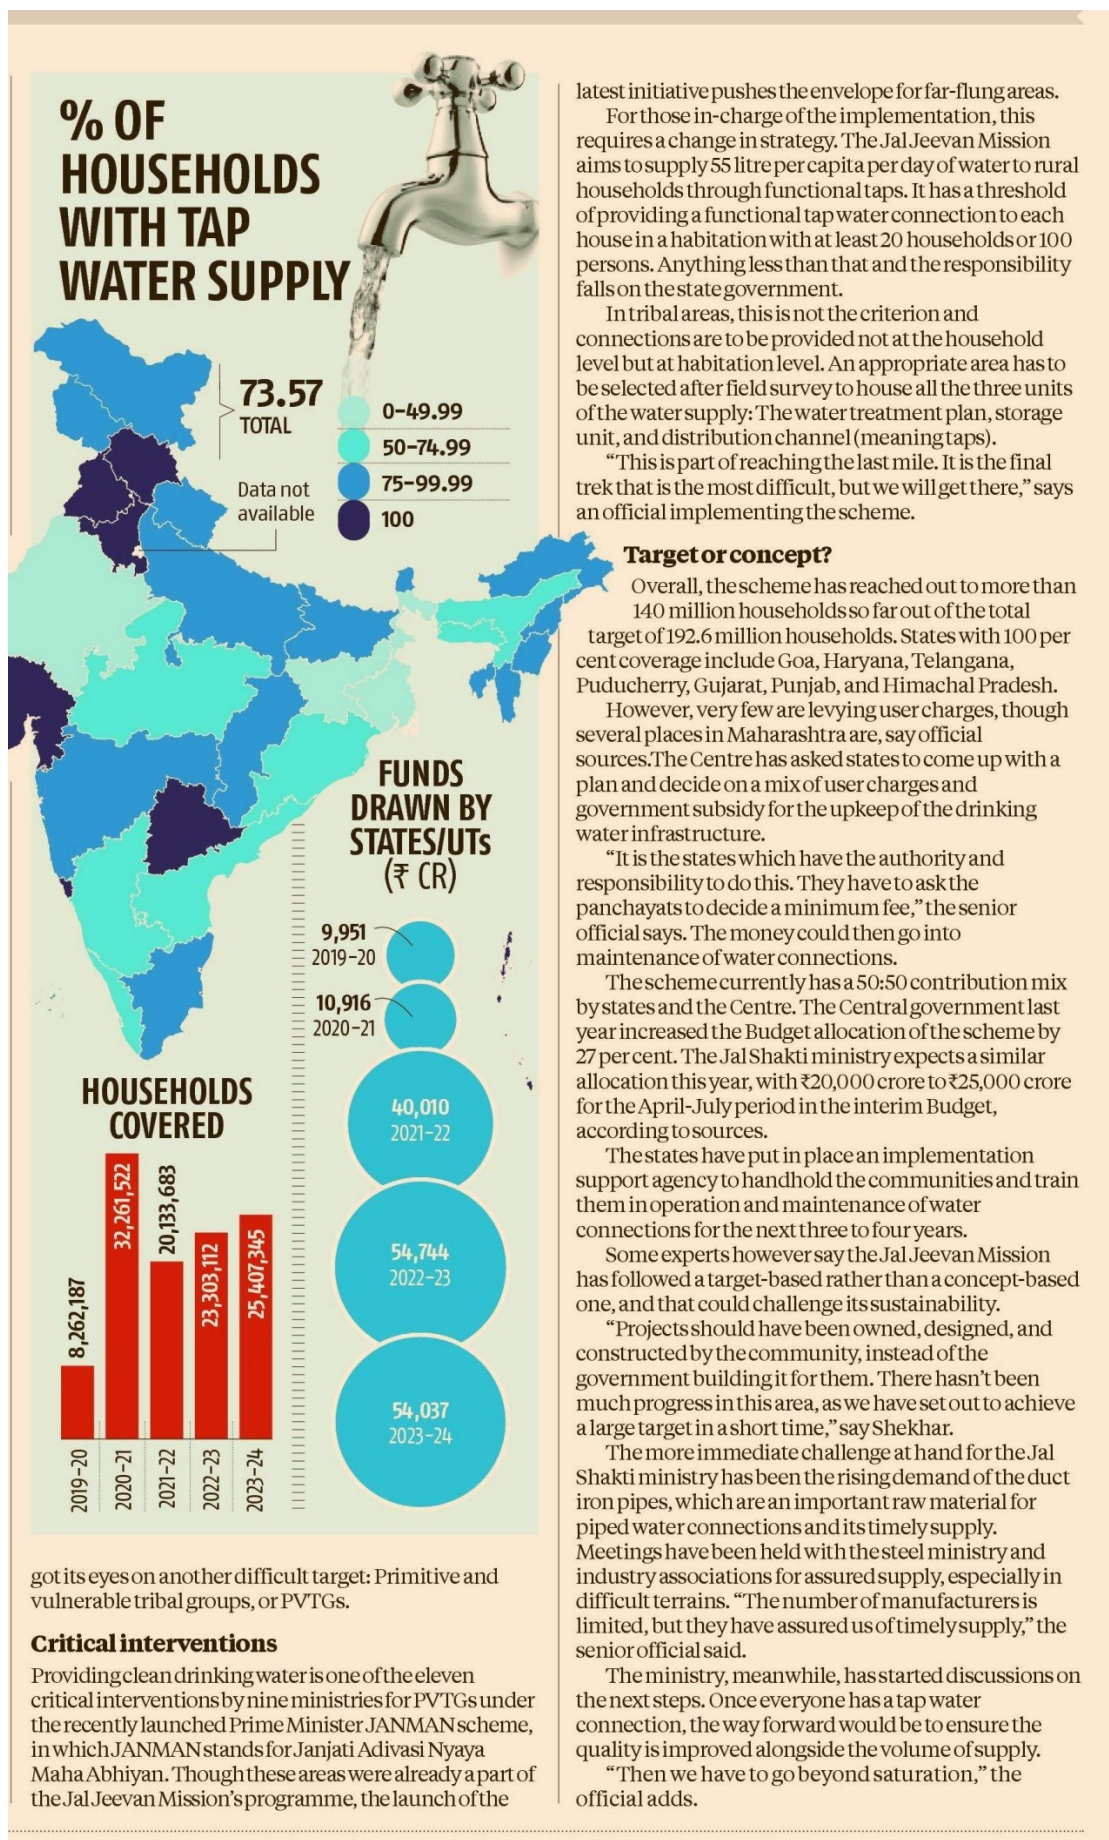 % OF
HOUSEHOLDS
WITH TAP
WATER SUPPLY
73.57
TOTAL
0–49.99
50–74.99
75–99.99
100
Data not
available
FUNDS
DRAWN BY
STATES/UTs
(₹ CR)
9,951
2019–20
10,916
2020–21
40,010
2021–22
54,744
2022–23
54,037
2023–24
HOUSEHOLDS
COVERED
8,262,187
32,261,522
20,133,683
23,303,112
25,407,345
2019–20
2020–21
2021–22
2022–23
2023–24
got its eyes on another difficult target: Primitive and
vulnerable tribal groups, or PVTGs.
Critical interventions
Providing clean drinking water is one of the eleven
critical interventions by nine ministries for PVTGs under
the recently launched Prime Minister JANMAN scheme,
in which JANMAN stands for Janjati Adivasi Nyaya
Maha Abhiyan. Though these areas were already a part of
the Jal Jeevan Mission’s programme, the launch of the
latest initiative pushes the envelope for far-flung areas.
For those in-charge of the implementation, this
requires a change in strategy. The Jal Jeevan Mission
aims to supply 55 litre per capita per day of water to rural
households through functional taps. It has a threshold
of providing a functional tap water connection to each
house in a habitation with at least 20 households or 100
persons. Anything less than that and the responsibility
falls on the state government.
In tribal areas, this is not the criterion and
connections are to be provided not at the household
level but at habitation level. An appropriate area has to
be selected after field survey to house all the three units
of the water supply: The water treatment plan, storage
unit, and distribution channel (meaning taps).
“This is part of reaching the last mile. It is the final
trek that is the most difficult, but we will get there,” says
an official implementing the scheme.
Target or concept?
Overall, the scheme has reached out to more than
140 million households so far out of the total
target of 192.6 million households. States with 100 per
cent coverage include Goa, Haryana, Telangana,
Puducherry, Gujarat, Punjab, and Himachal Pradesh.
However, very few are levying user charges, though
several places in Maharashtra are, say official
sources.The Centre has asked states to come up with a
plan and decide on a mix of user charges and
government subsidy for the upkeep of the drinking
water infrastructure.
“It is the states which have the authority and
responsibility to do this. They have to ask the
panchayats to decide a minimum fee,” the senior
official says. The money could then go into
maintenance of water connections.
The scheme currently has a 50:50 contribution mix
by states and the Centre. The Central government last
year increased the Budget allocation of the scheme by
27 per cent. The Jal Shakti ministry expects a similar
allocation this year, with ₹20,000 crore to ₹25,000 crore
for the April-July period in the interim Budget,
according to sources.
The states have put in place an implementation
support agency to handhold the communities and train
them in operation and maintenance of water
connections for the next three to four years.
Some experts however say the Jal Jeevan Mission
has followed a target-based rather than a concept-based
one, and that could challenge its sustainability.
“Projects should have been owned, designed, and
constructed by the community, instead of the
government building it for them. There hasn’t been
much progress in this area, as we have set out to achieve
a large target in a short time,” say Shekhar.
The more immediate challenge at hand for the Jal
Shakti ministry has been the rising demand of the duct
iron pipes, which are an important raw material for
piped water connections and its timely supply.
Meetings have been held with the steel ministry and
industry associations for assured supply, especially in
difficult terrains. “The number of manufacturers is
limited, but they have assured us of timely supply,” the
senior official said.
The ministry, meanwhile, has started discussions on
the next steps. Once everyone has a tap water
connection, the way forward would be to ensure the
quality is improved alongside the volume of supply.
“Then we have to go beyond saturation,” the
official adds.